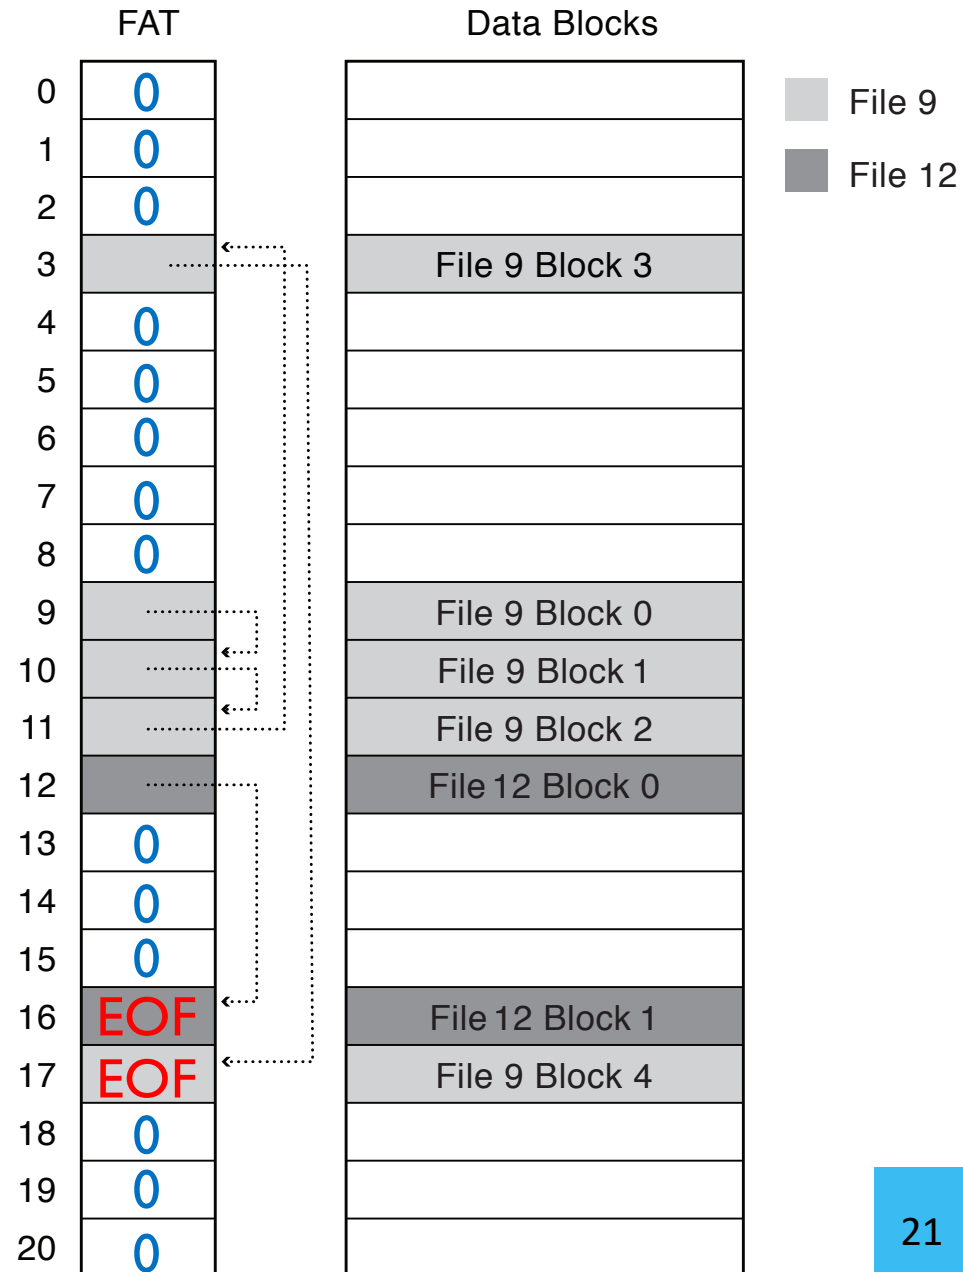 FAT Data Blocks
0 0
File 9
1 0
File 12
2 0
3 File 9 Block 3
4 0
5 0
6 0
7 0
8 0
9 File 9 Block 0
10 File 9 Block 1
11 File 9 Block 2
12 File 12 Block 0
13 0
14 0
15 0
16 EOF File 12 Block 1
17 EOF File 9 Block 4
18 0
19 0
20 0
21